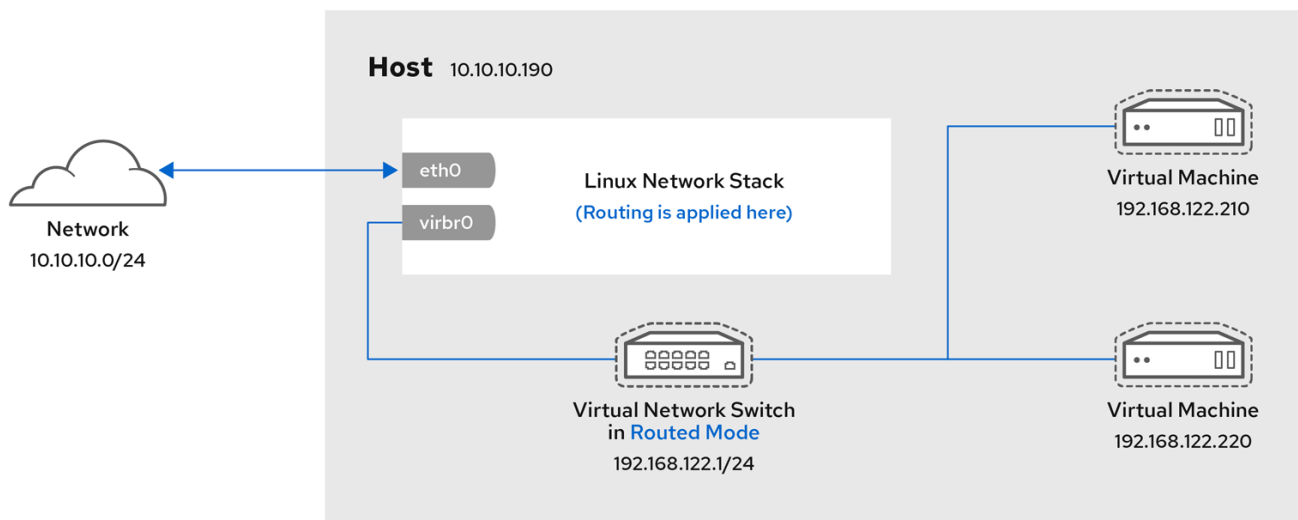 Host 10.10.10.190
eth0
virbr0
Linux Network Stack
(Routing is applied here)
Network
10.10.10.0/24
Virtual Machine
192.168.122.210
Virtual Network Switch
in Routed Mode
192.168.122.1/24
Virtual Machine
192.168.122.220